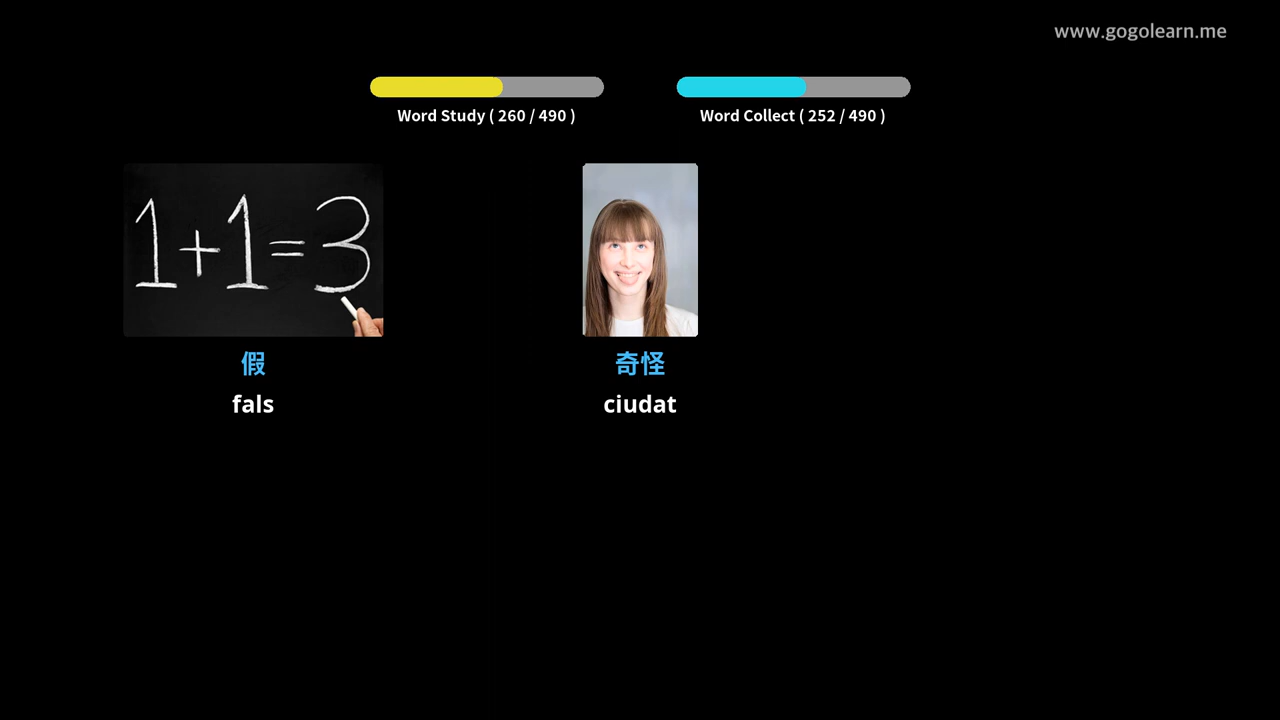 www.gogolearn.me
Word Study ( 260 / 490 )
Word Collect ( 252 / 490 )
1+1=3
假
fals
奇怪
ciudat